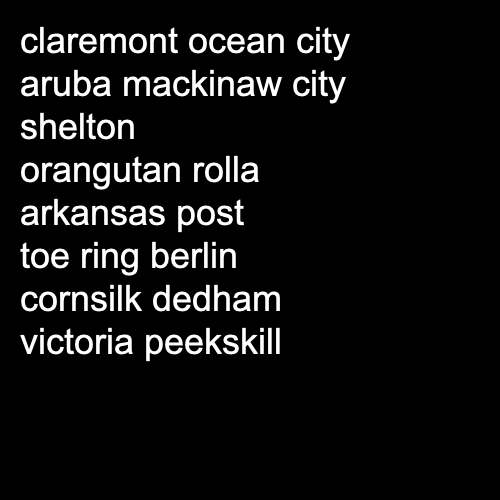 claremont ocean city
aruba mackinaw city
shelton
orangutan rolla
arkansas post
toe ring berlin
cornsilk dedham
victoria peekskill